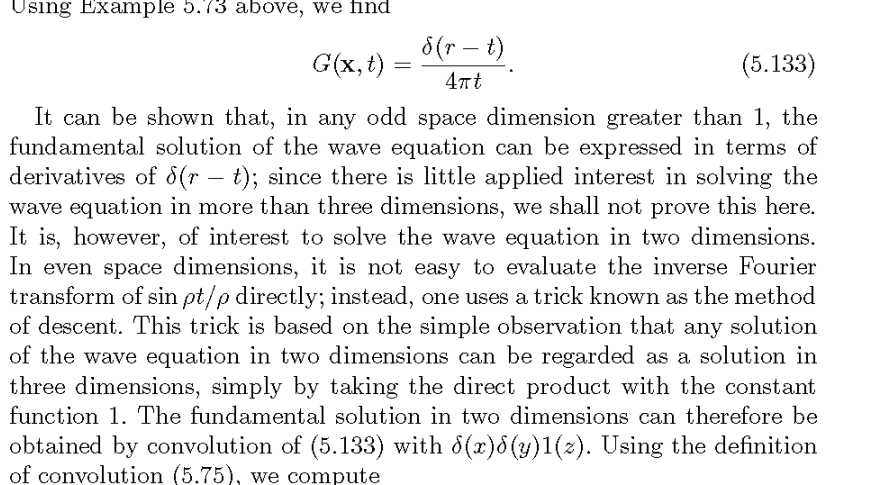 Using Example 5.73 above, we find
G(x, t) = δ(r − t) / 4πt . (5.133)
It can be shown that, in any odd space dimension greater than 1, the
fundamental solution of the wave equation can be expressed in terms of
derivatives of δ(r − t); since there is little applied interest in solving the
wave equation in more than three dimensions, we shall not prove this here.
It is, however, of interest to solve the wave equation in two dimensions.
In even space dimensions, it is not easy to evaluate the inverse Fourier
transform of sin ρt/ρ directly; instead, one uses a trick known as the method
of descent. This trick is based on the simple observation that any solution
of the wave equation in two dimensions can be regarded as a solution in
three dimensions, simply by taking the direct product with the constant
function 1. The fundamental solution in two dimensions can therefore be
obtained by convolution of (5.133) with δ(x)δ(y)1(z). Using the definition
of convolution (5.75), we compute